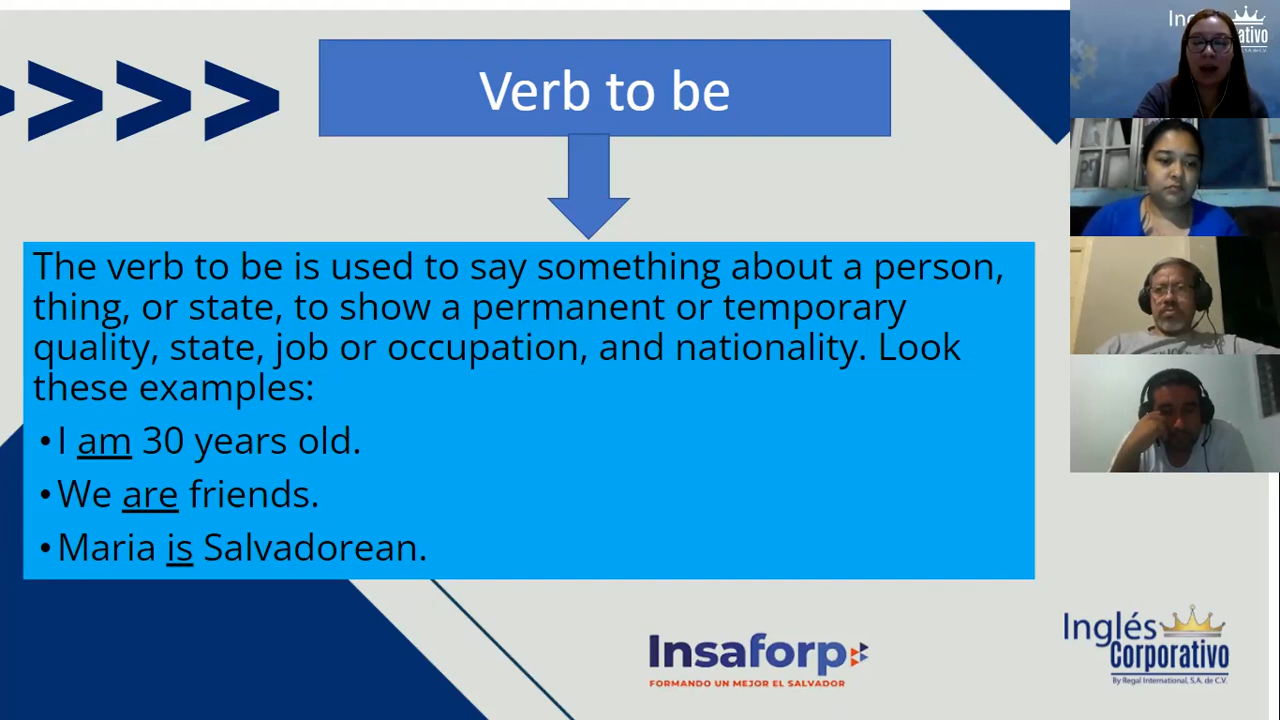 Verb to be
The verb to be is used to say something about a person,
thing, or state, to show a permanent or temporary
quality, state, job or occupation, and nationality. Look
these examples:
•I am 30 years old.
•We are friends.
•Maria is Salvadorean.
Insaforp
FORMANDO UN MEJOR EL SALVADOR
Inglés
Corporativo
By Regal International, S.A. de C.V.